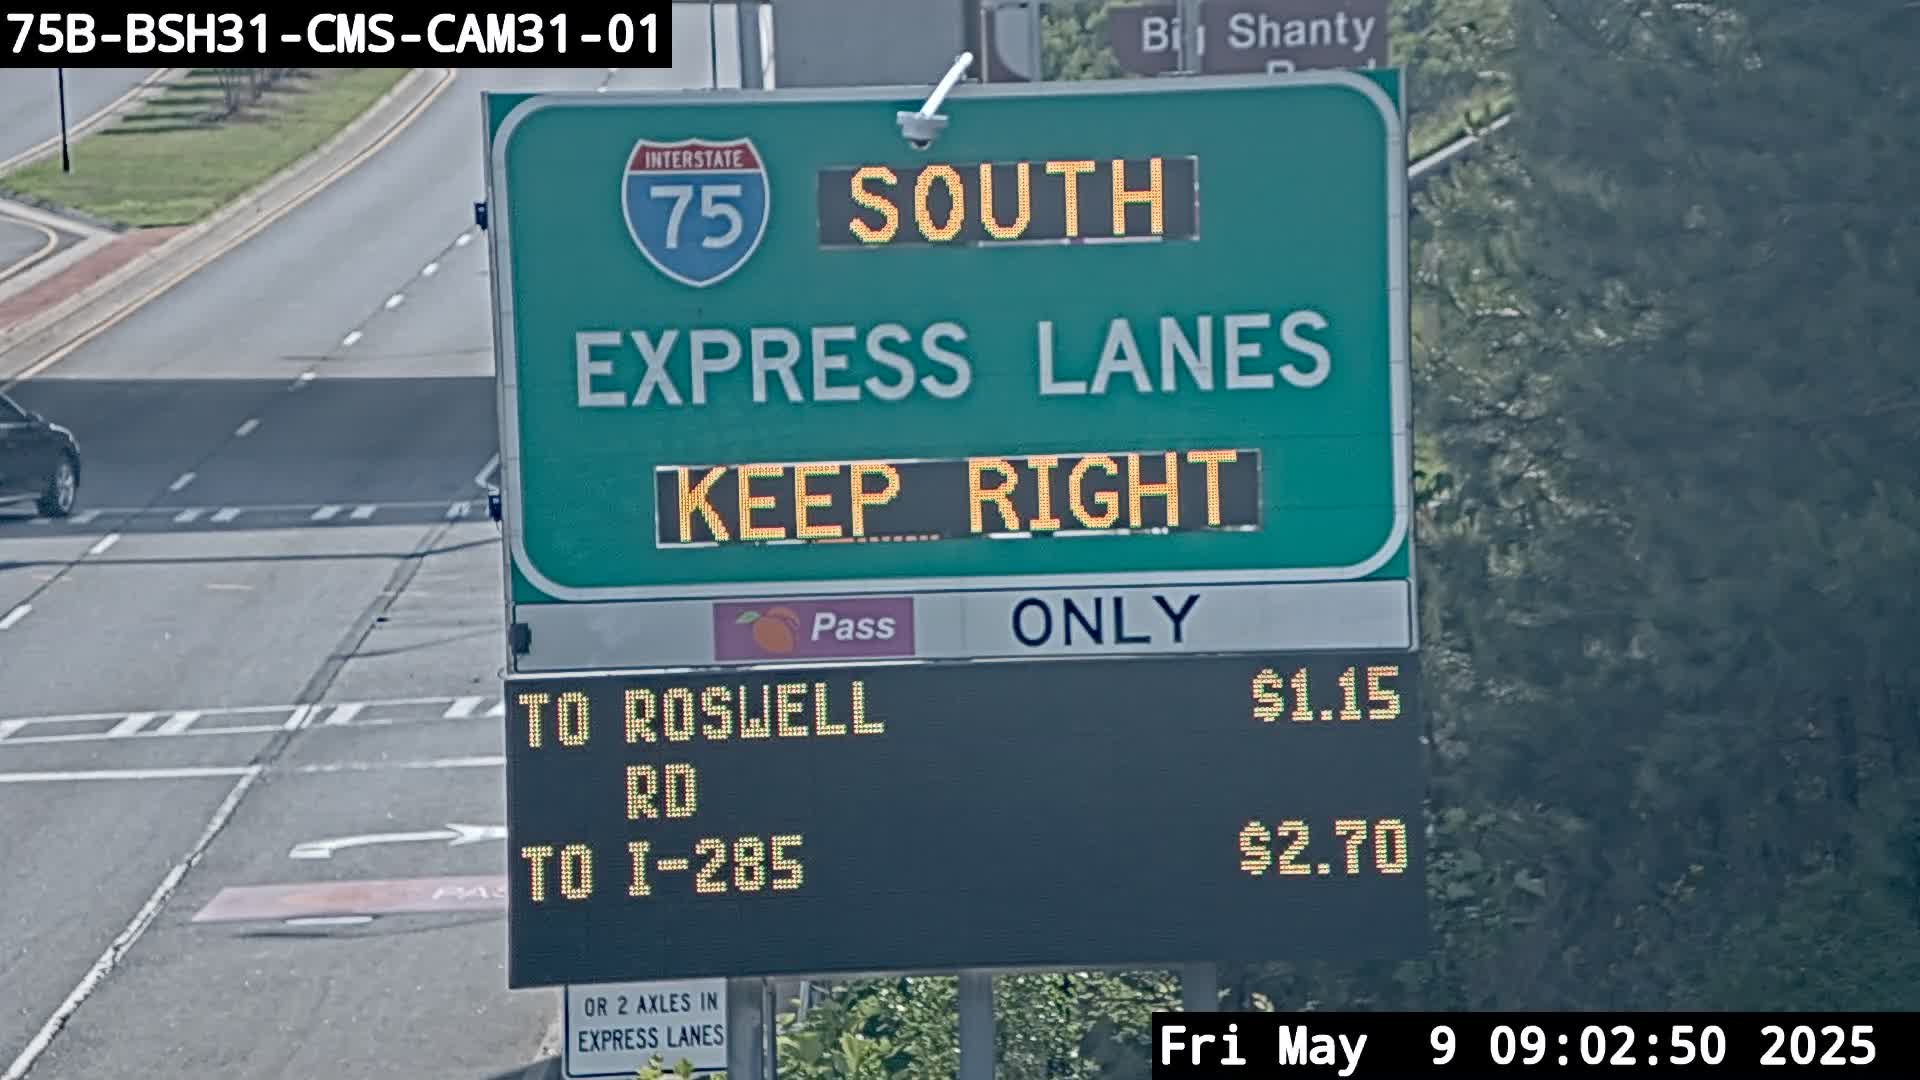 75B-BSH31-CMS-CAM31-01
Big Shanty
Road
INTERSTATE
75
SOUTH
EXPRESS LANES
KEEP RIGHT
Pass
ONLY
TO ROSWELL $1.15
RD
TO I-285 $2.70
OR 2 AXLES IN
EXPRESS LANES
Fri May 9 09:02:50 2025